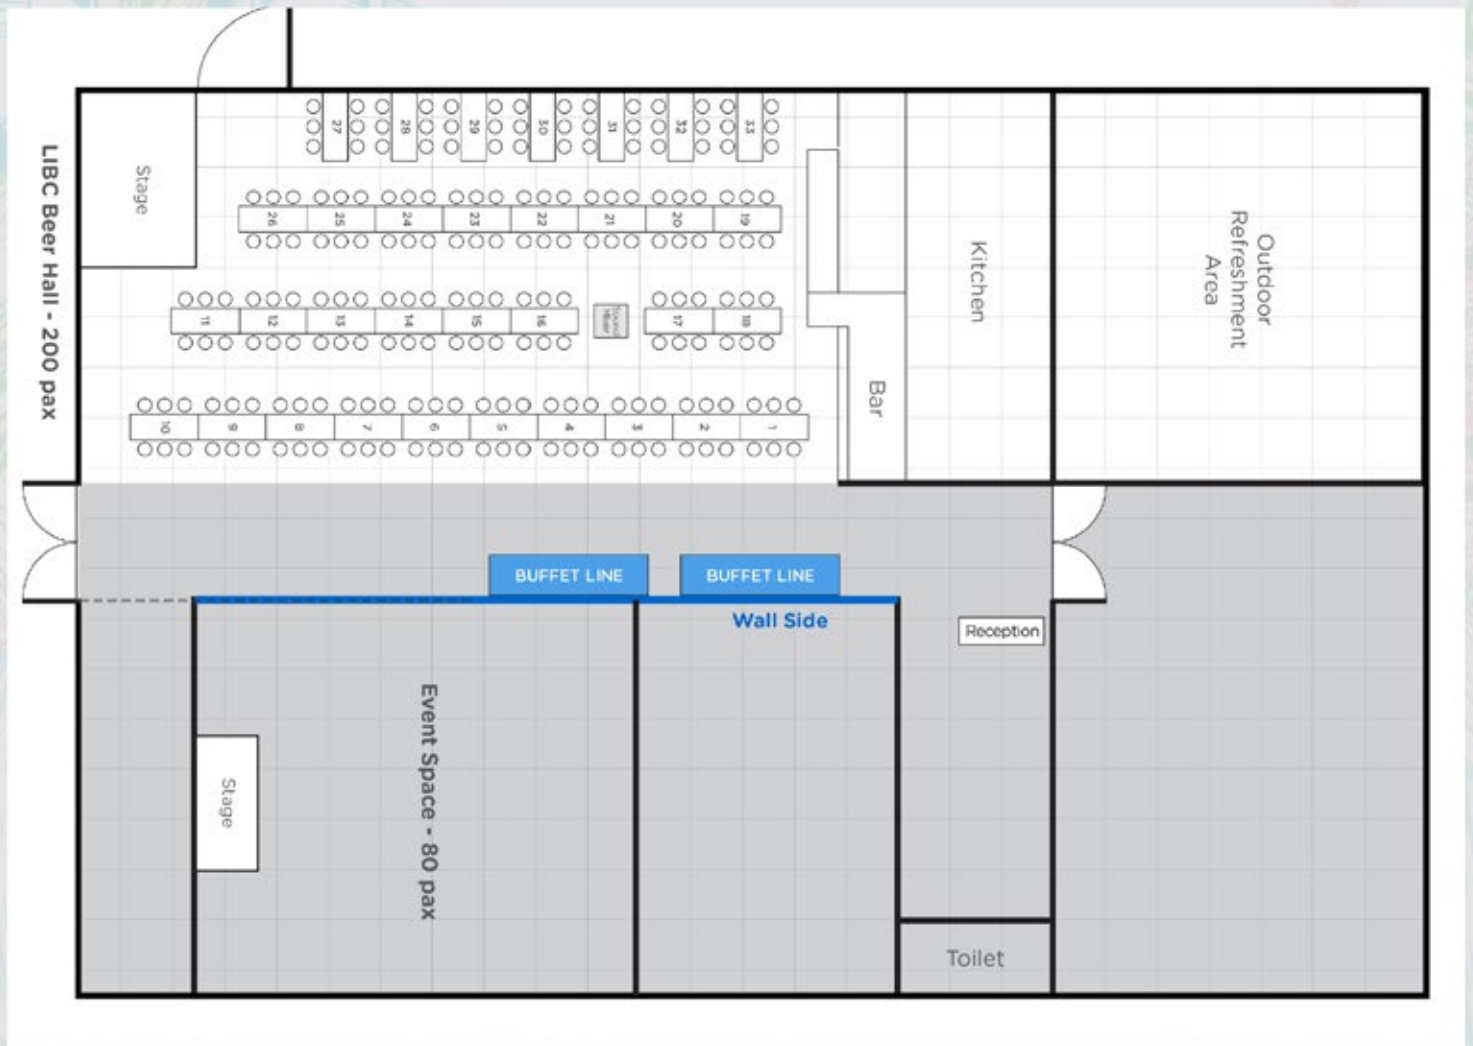 LIBC Beer Hall - 200 pax
Stage
27
28
29
30
31
32
33
26
25
24
23
22
21
20
19
11
12
13
14
15
16
Sound
Mixer
17
18
10
9
8
7
6
5
4
3
2
1
Bar
Kitchen
Outdoor
Refreshment
Area
BUFFET LINE
BUFFET LINE
Wall Side
Reception
Event Space - 80 pax
Stage
Toilet